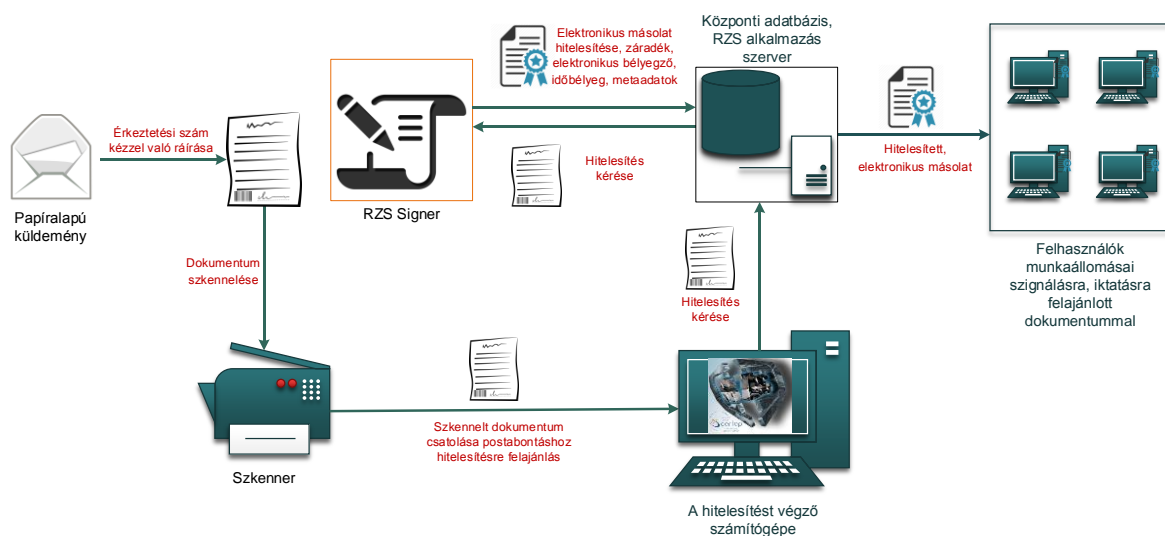 Érkeztetési szám
kézzel való ráírása
Papíralapú
küldemény
RZS Signer
Elektronikus másolat
hitelesítése, záradék,
elektronikus bélyegző,
időbélyeg, metaadatok
Hitelesítés
kérése
Központi adatbázis,
RZS alkalmazás
szerver
Hitelesített,
elektronikus másolat
Felhasználók
munkaállomásai
szignálásra, iktatásra
felajánlott
dokumentummal
Dokumentum
szkennelése
Szkenner
Szkennelt dokumentum
csatolása postabontáshoz
hitelesítésre felajánlás
Hitelesítés
kérése
A hitelesítést végző
számítógépe